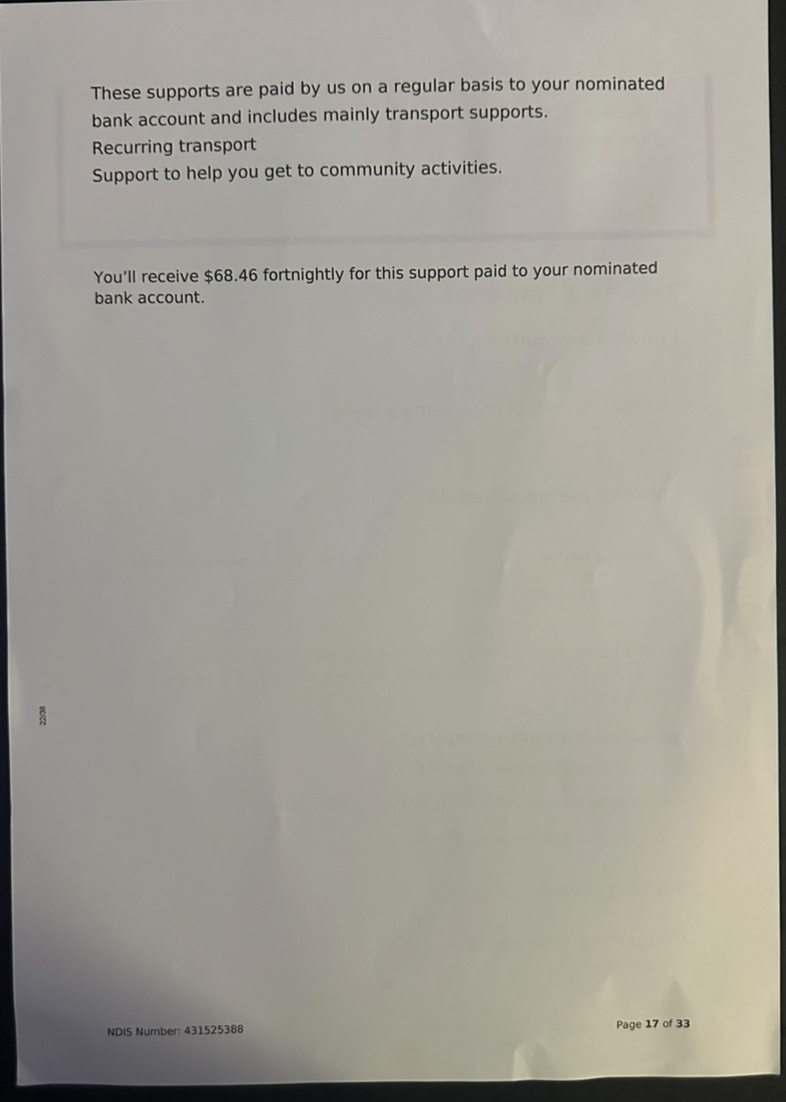 These supports are paid by us on a regular basis to your nominated
bank account and includes mainly transport supports.
Recurring transport
Support to help you get to community activities.
You'll receive $68.46 fortnightly for this support paid to your nominated
bank account.
22/38
NDIS Number: 431525388
Page 17 of 33